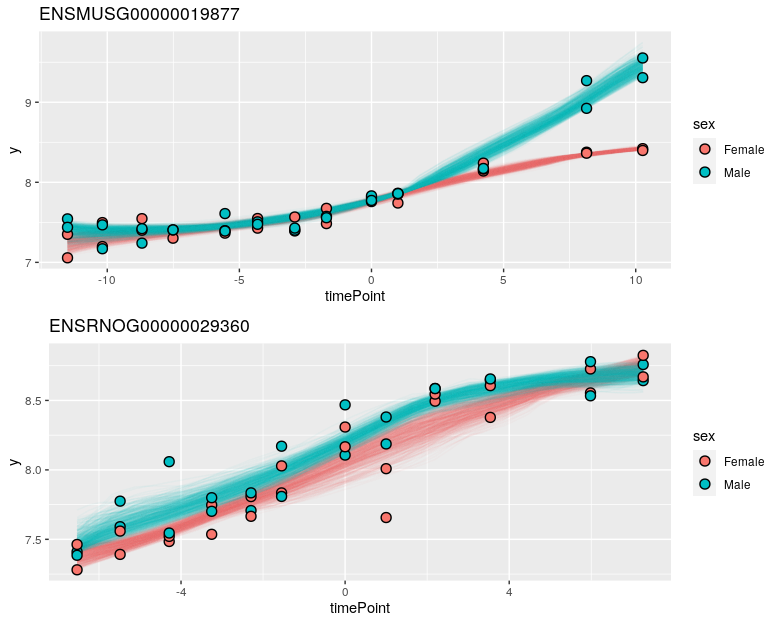 ENSMUSG00000019877
9
8
7
y
-10 -5 0 5 10
timePoint
sex
Female
Male
ENSRNOG00000029360
8.5
8.0
7.5
y
-4 0 4
timePoint
sex
Female
Male